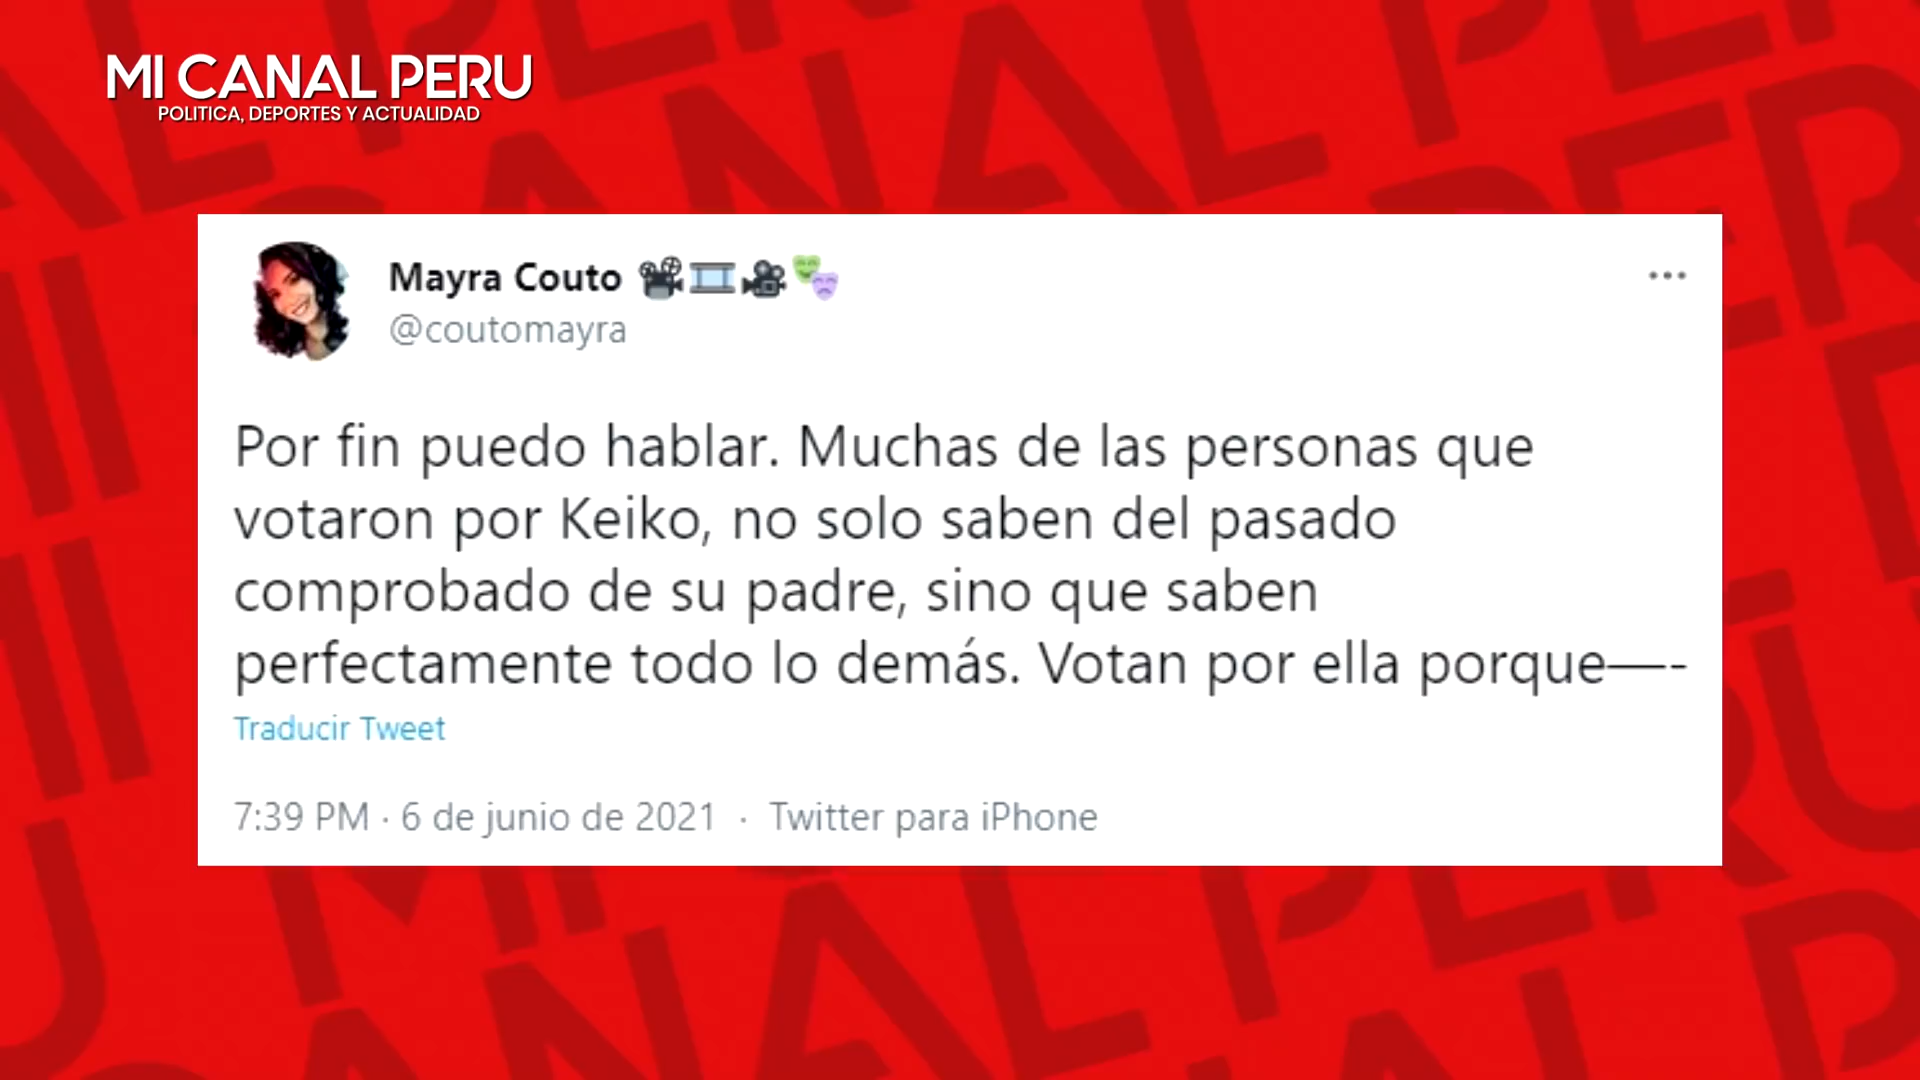 MI CANAL PERU
POLITICA, DEPORTES Y ACTUALIDAD
Mayra Couto
@coutomayra
Por fin puedo hablar. Muchas de las personas que
votaron por Keiko, no solo saben del pasado
comprobado de su padre, sino que saben
perfectamente todo lo demás. Votan por ella porque—-
Traducir Tweet
7:39 PM · 6 de junio de 2021 · Twitter para iPhone